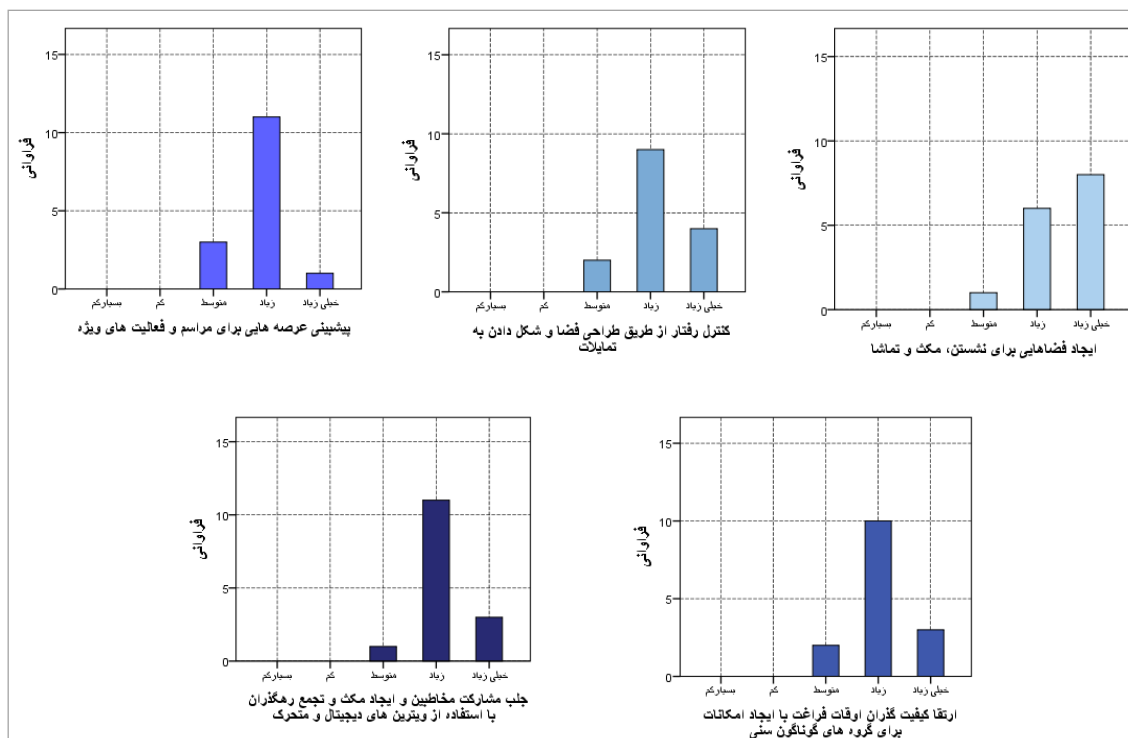 15
10
5
0
فراوانی
بسیارکم
کم
متوسط
زیاد
خیلی زیاد
پیشبینی عرصه هایی برای مراسم و فعالیت های ویژه
15
10
5
0
فراوانی
بسیارکم
کم
متوسط
زیاد
خیلی زیاد
کنترل رفتار از طریق طراحی فضا و شکل دادن به
تمایلات
15
10
5
0
فراوانی
بسیارکم
کم
متوسط
زیاد
خیلی زیاد
ایجاد فضاهایی برای نشستن، مکث و تماشا
15
10
5
0
فراوانی
بسیارکم
کم
متوسط
زیاد
خیلی زیاد
جلب مشارکت مخاطبین و ایجاد مکث و تجمع رهگذران
با استفاده از ویترین های دیجیتال و متحرک
15
10
5
0
فراوانی
بسیارکم
کم
متوسط
زیاد
خیلی زیاد
ارتقا کیفیت گذران اوقات فراغت با ایجاد امکانات
برای گروه های گوناگون سنی